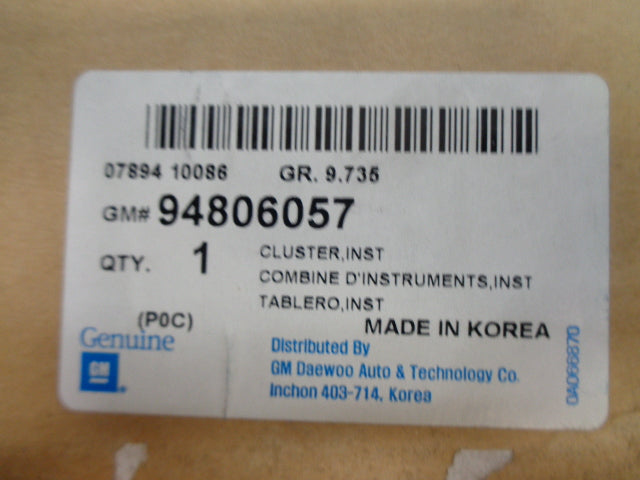 07894 10086 GR. 9.735
GM# 94806057
QTY. 1 CLUSTER,INST
COMBINE D'INSTRUMENTS,INST
TABLERO,INST
(P0C) MADE IN KOREA
Genuine
GM
Distributed By
GM Daewoo Auto & Technology Co.
Inchon 403-714, Korea
0A066870